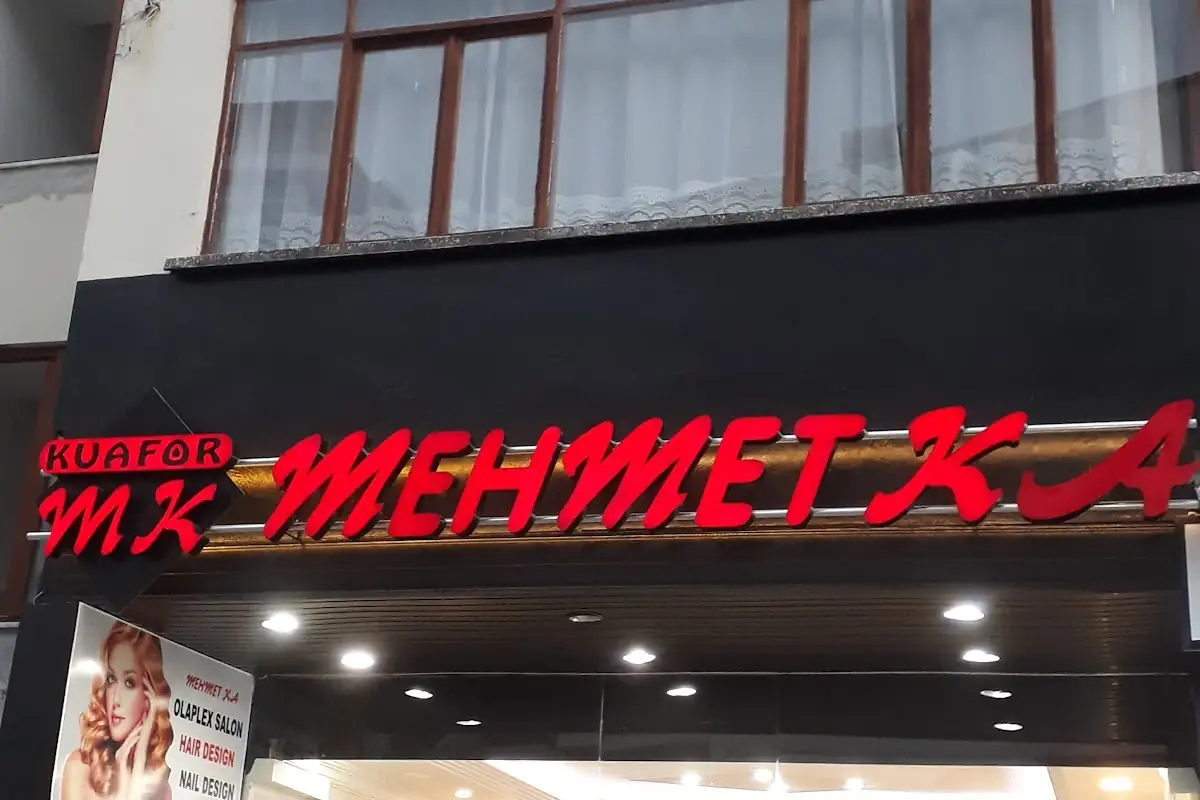 KUAFÖR
MK
MEHMET KA
MEHMET KA
OLAPLEX SALON
HAIR DESIGN
NAIL DESIGN